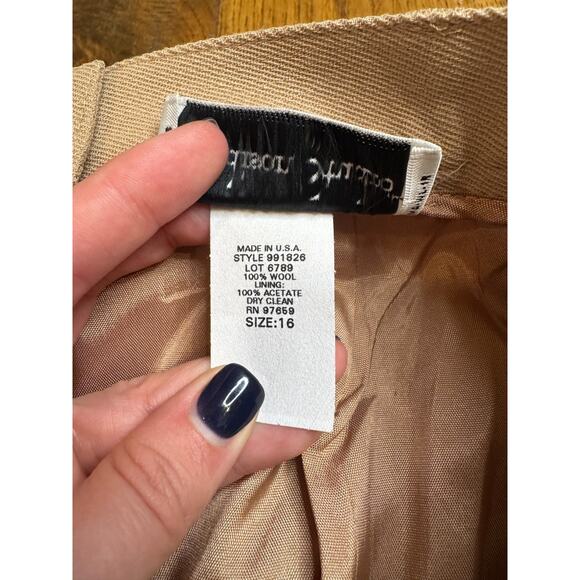 MADE IN U.S.A.
STYLE 991826
LOT 6789
100% WOOL
LINING:
100% ACETATE
DRY CLEAN
RN 97659
SIZE:16